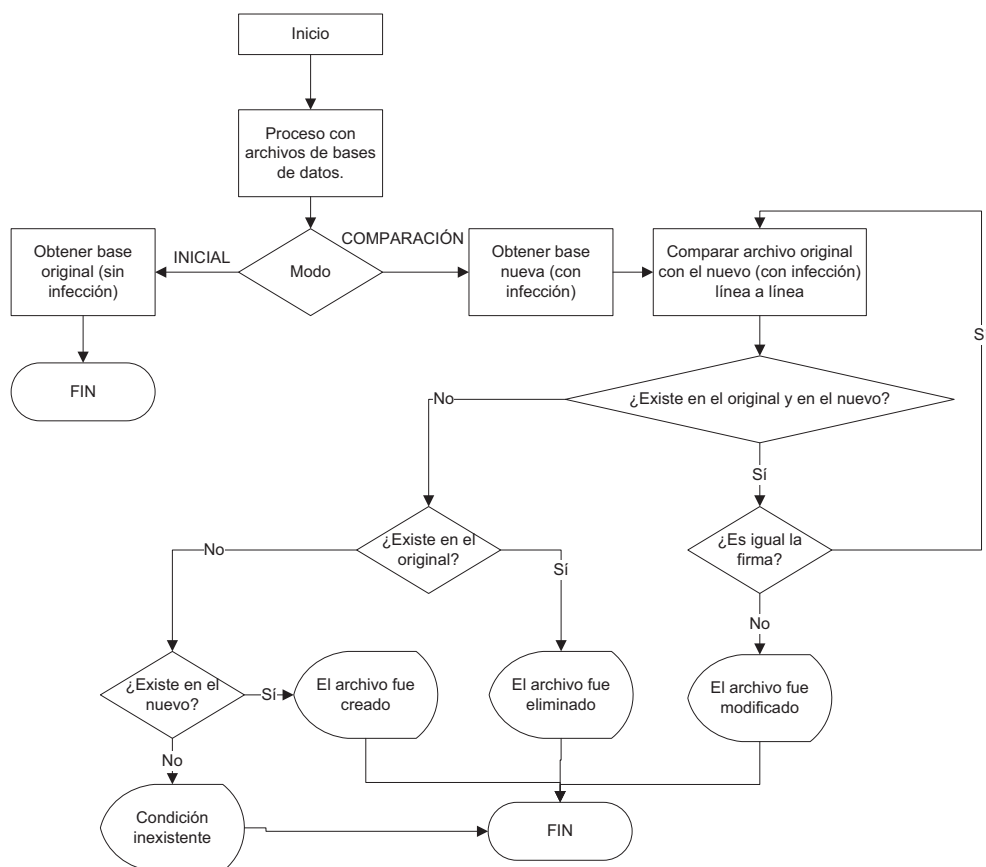 Inicio
Proceso con
archivos de bases
de datos.
Obtener base
original (sin
infección)
INICIAL
Modo
COMPARACIÓN
Obtener base
nueva (con
infección)
Comparar archivo original
con el nuevo (con infección)
línea a línea
S
FIN
No
¿Existe en el original y en el nuevo?
Sí
No
¿Existe en el
original?
Sí
¿Es igual la
firma?
No
¿Existe en el
nuevo?
Sí
El archivo fue
creado
El archivo fue
eliminado
El archivo fue
modificado
No
Condición
inexistente
FIN